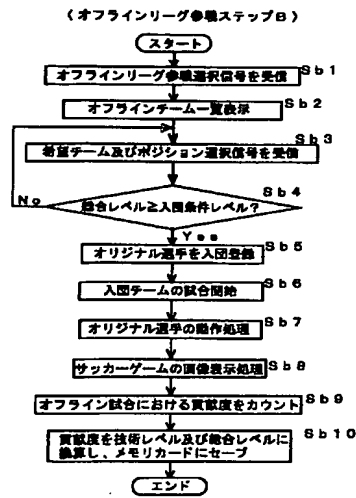 (オフラインリーグ参戦ステップB)
スタート
オフラインリーグ参戦選択信号を受信
Sb1
オフラインチーム一覧表示
Sb2
希望チーム及びポジション選択信号を受信
Sb3
総合レベル≧入団条件レベル?
Sb4
No
Yes
オリジナル選手を入団登録
Sb5
入団チームの試合開始
Sb6
オリジナル選手の動作処理
Sb7
サッカーゲームの画像表示処理
Sb8
オフライン試合における貢献度をカウント
Sb9
貢献度を技術レベル及び総合レベルに
換算し、メモリカードにセーブ
Sb10
エンド